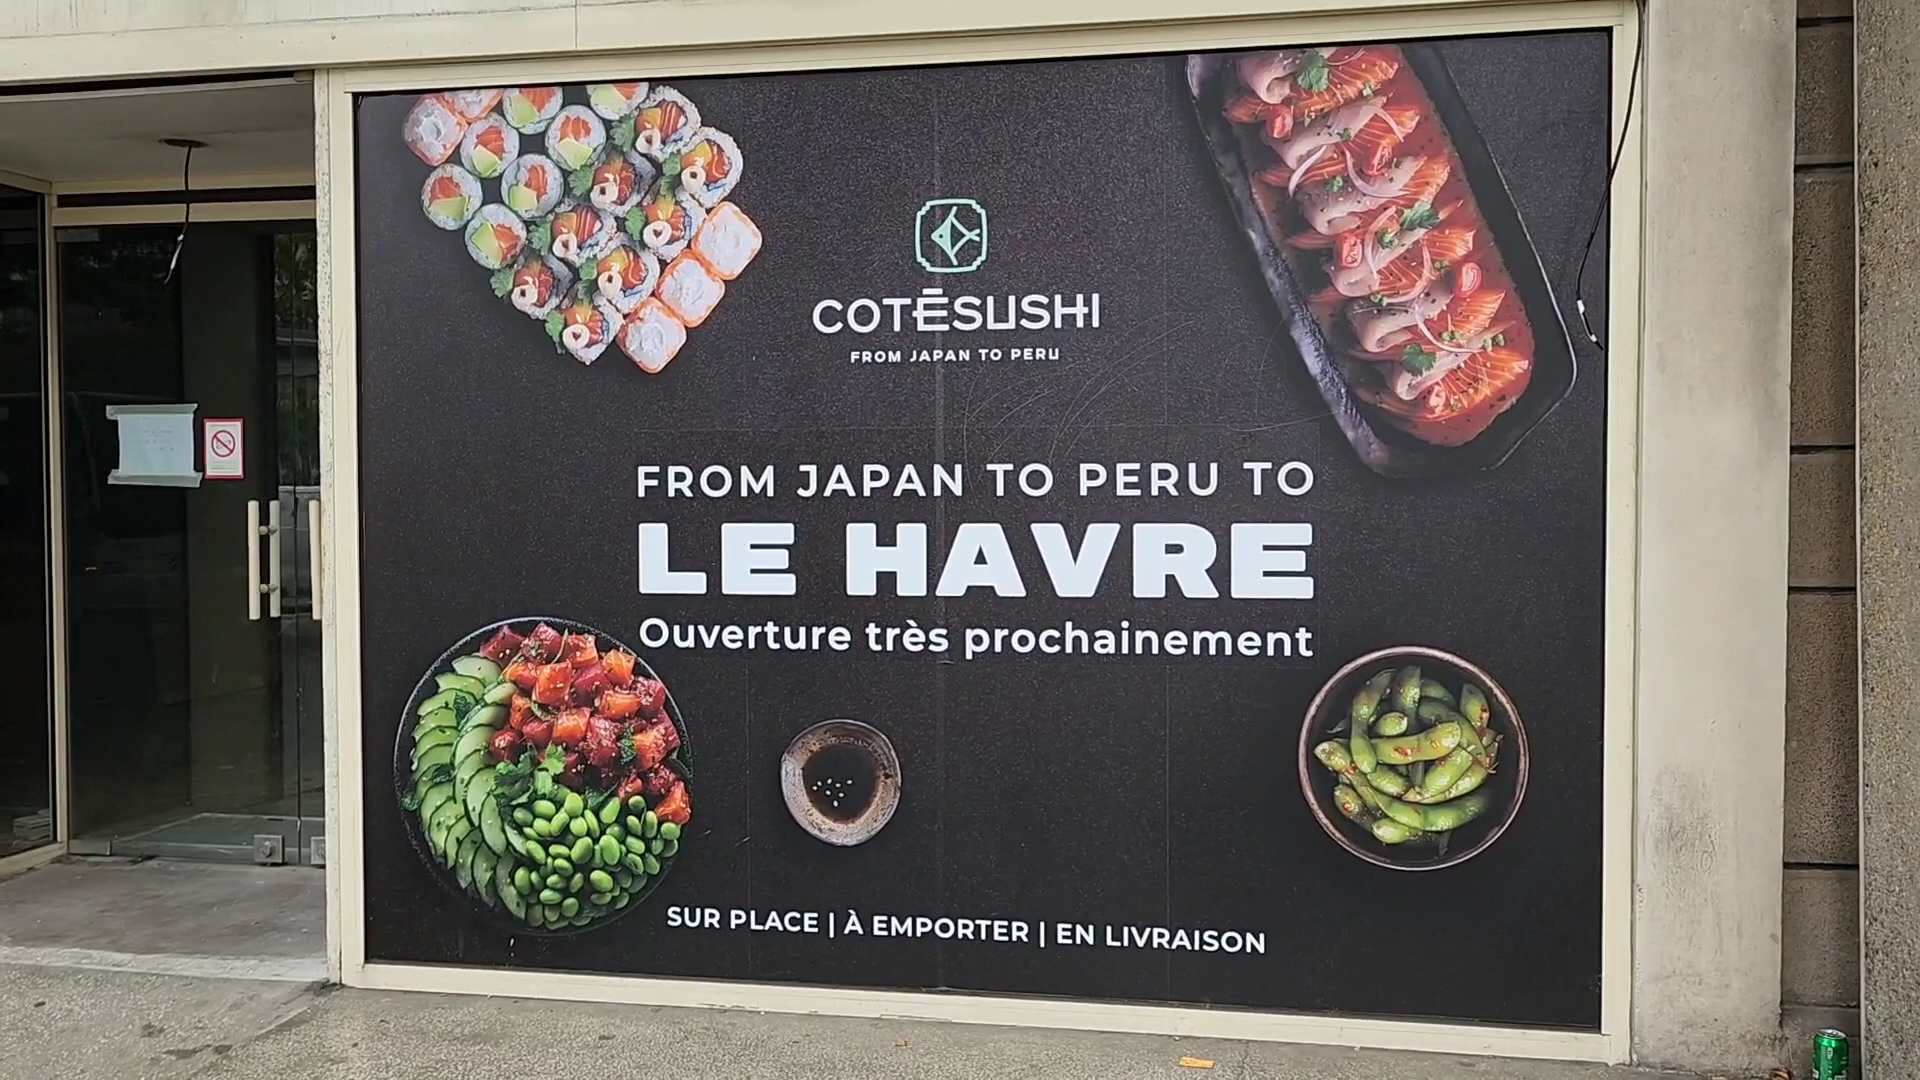 COTĒSUSHI
FROM JAPAN TO PERU
FROM JAPAN TO PERU TO
LE HAVRE
Ouverture très prochainement
SUR PLACE | À EMPORTER | EN LIVRAISON